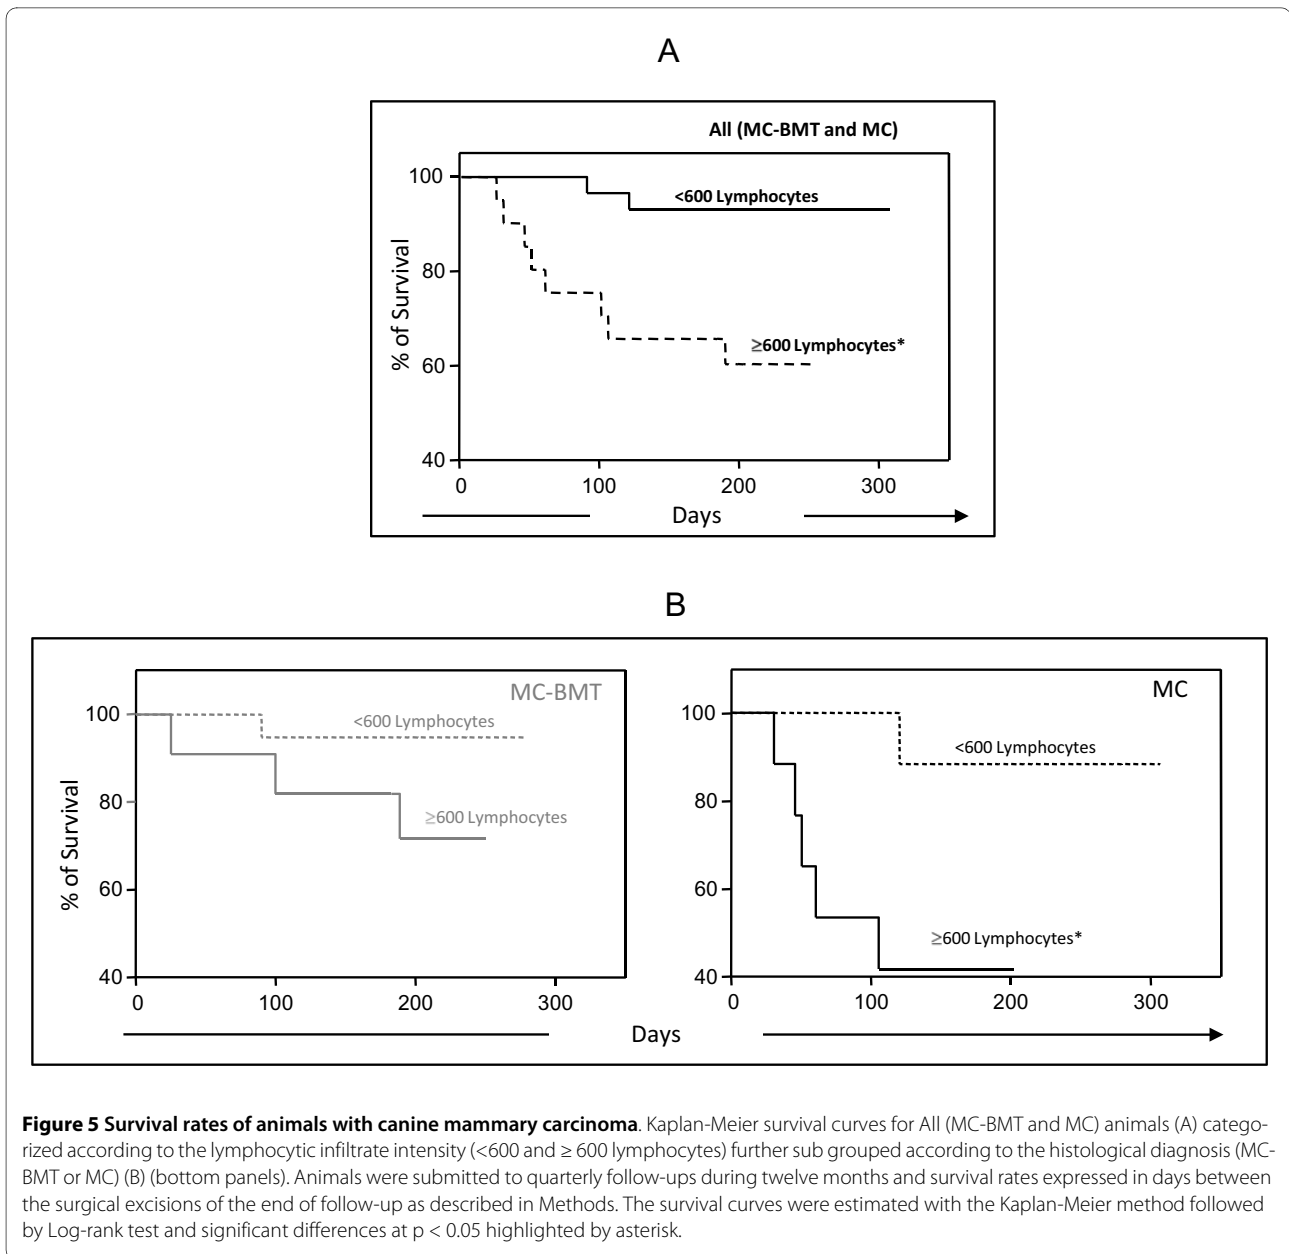 A
All (MC-BMT and MC)
100
80
60
40
% of Survival
<600 Lymphocytes
≥600 Lymphocytes*
0 100 200 300
Days
B
MC-BMT
100
80
60
40
% of Survival
<600 Lymphocytes
≥600 Lymphocytes
0 100 200 300
MC
100
80
60
40
<600 Lymphocytes
≥600 Lymphocytes*
0 100 200 300
Days
Figure 5 Survival rates of animals with canine mammary carcinoma. Kaplan-Meier survival curves for All (MC-BMT and MC) animals (A) catego-
rized according to the lymphocytic infiltrate intensity (<600 and ≥ 600 lymphocytes) further sub grouped according to the histological diagnosis (MC-
BMT or MC) (B) (bottom panels). Animals were submitted to quarterly follow-ups during twelve months and survival rates expressed in days between
the surgical excisions of the end of follow-up as described in Methods. The survival curves were estimated with the Kaplan-Meier method followed
by Log-rank test and significant differences at p < 0.05 highlighted by asterisk.